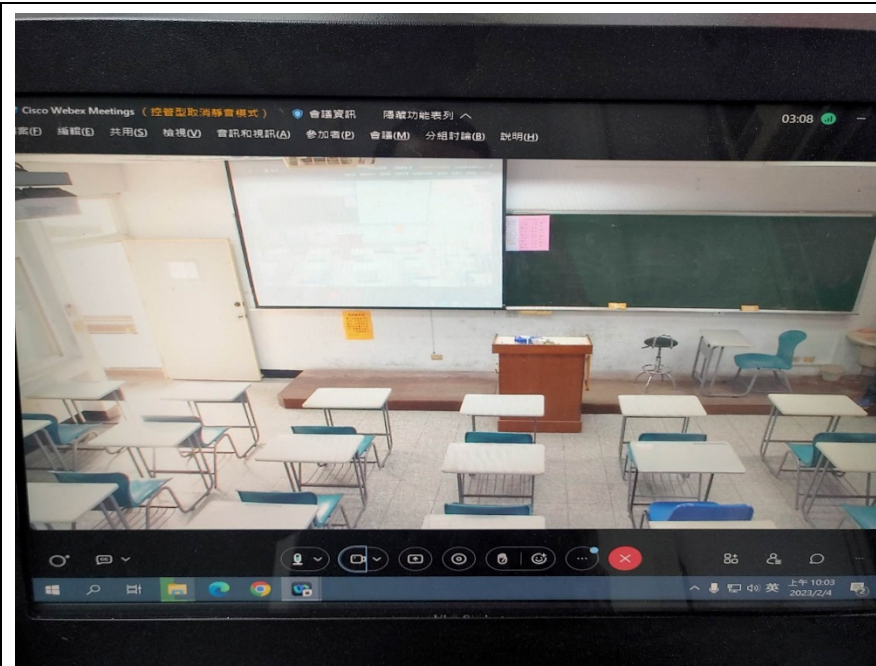 Cisco Webex Meetings （控管型取消靜音模式） 會議資訊 隱藏功能表列
03:08
案(F) 編輯(E) 共用(S) 檢視(V) 音訊和視訊(A) 參加者(P) 會議(M) 分組討論(B) 說明(H)
CC
英
上午 10:03
2023/2/4